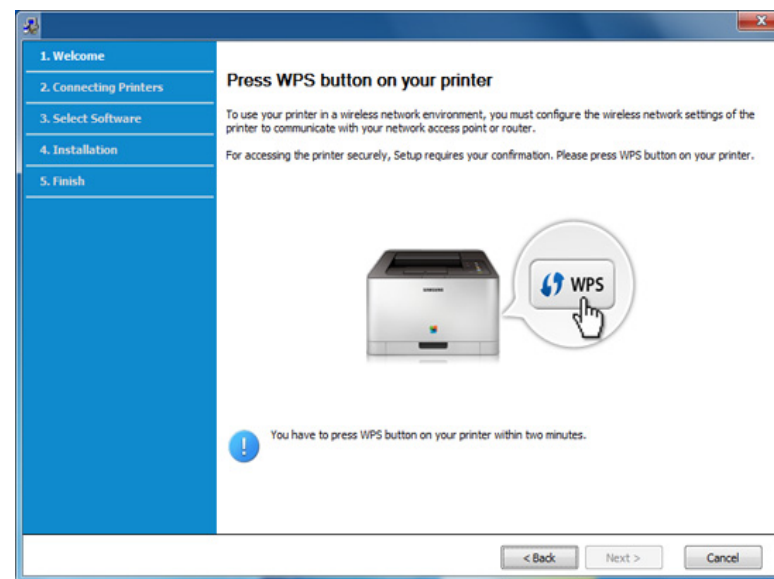 1. Welcome
2. Connecting Printers
3. Select Software
4. Installation
5. Finish
Press WPS button on your printer
To use your printer in a wireless network environment, you must configure the wireless network settings of the
printer to communicate with your network access point or router.
For accessing the printer securely, Setup requires your confirmation. Please press WPS button on your printer.
SAMSUNG
WPS
You have to press WPS button on your printer within two minutes.
< Back
Next >
Cancel